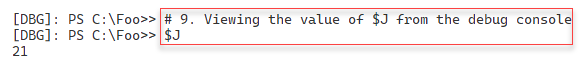 [DBG]: PS C:\Foo>> # 9. Viewing the value of $J from the debug console
[DBG]: PS C:\Foo>> $J
21